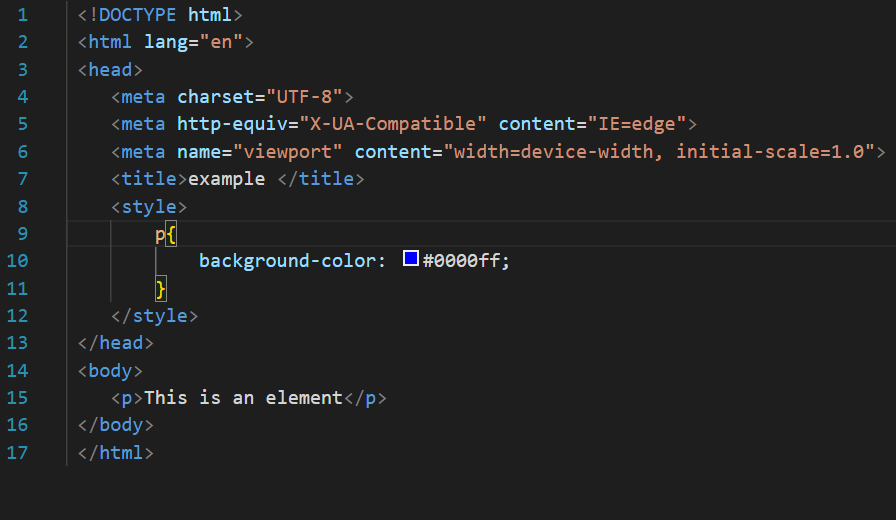 1 <!DOCTYPE html>
2 <html lang="en">
3 <head>
4 <meta charset="UTF-8">
5 <meta http-equiv="X-UA-Compatible" content="IE=edge">
6 <meta name="viewport" content="width=device-width, initial-scale=1.0">
7 <title>example </title>
8 <style>
9 p{
10 background-color: #0000ff;
11 }
12 </style>
13 </head>
14 <body>
15 <p>This is an element</p>
16 </body>
17 </html>